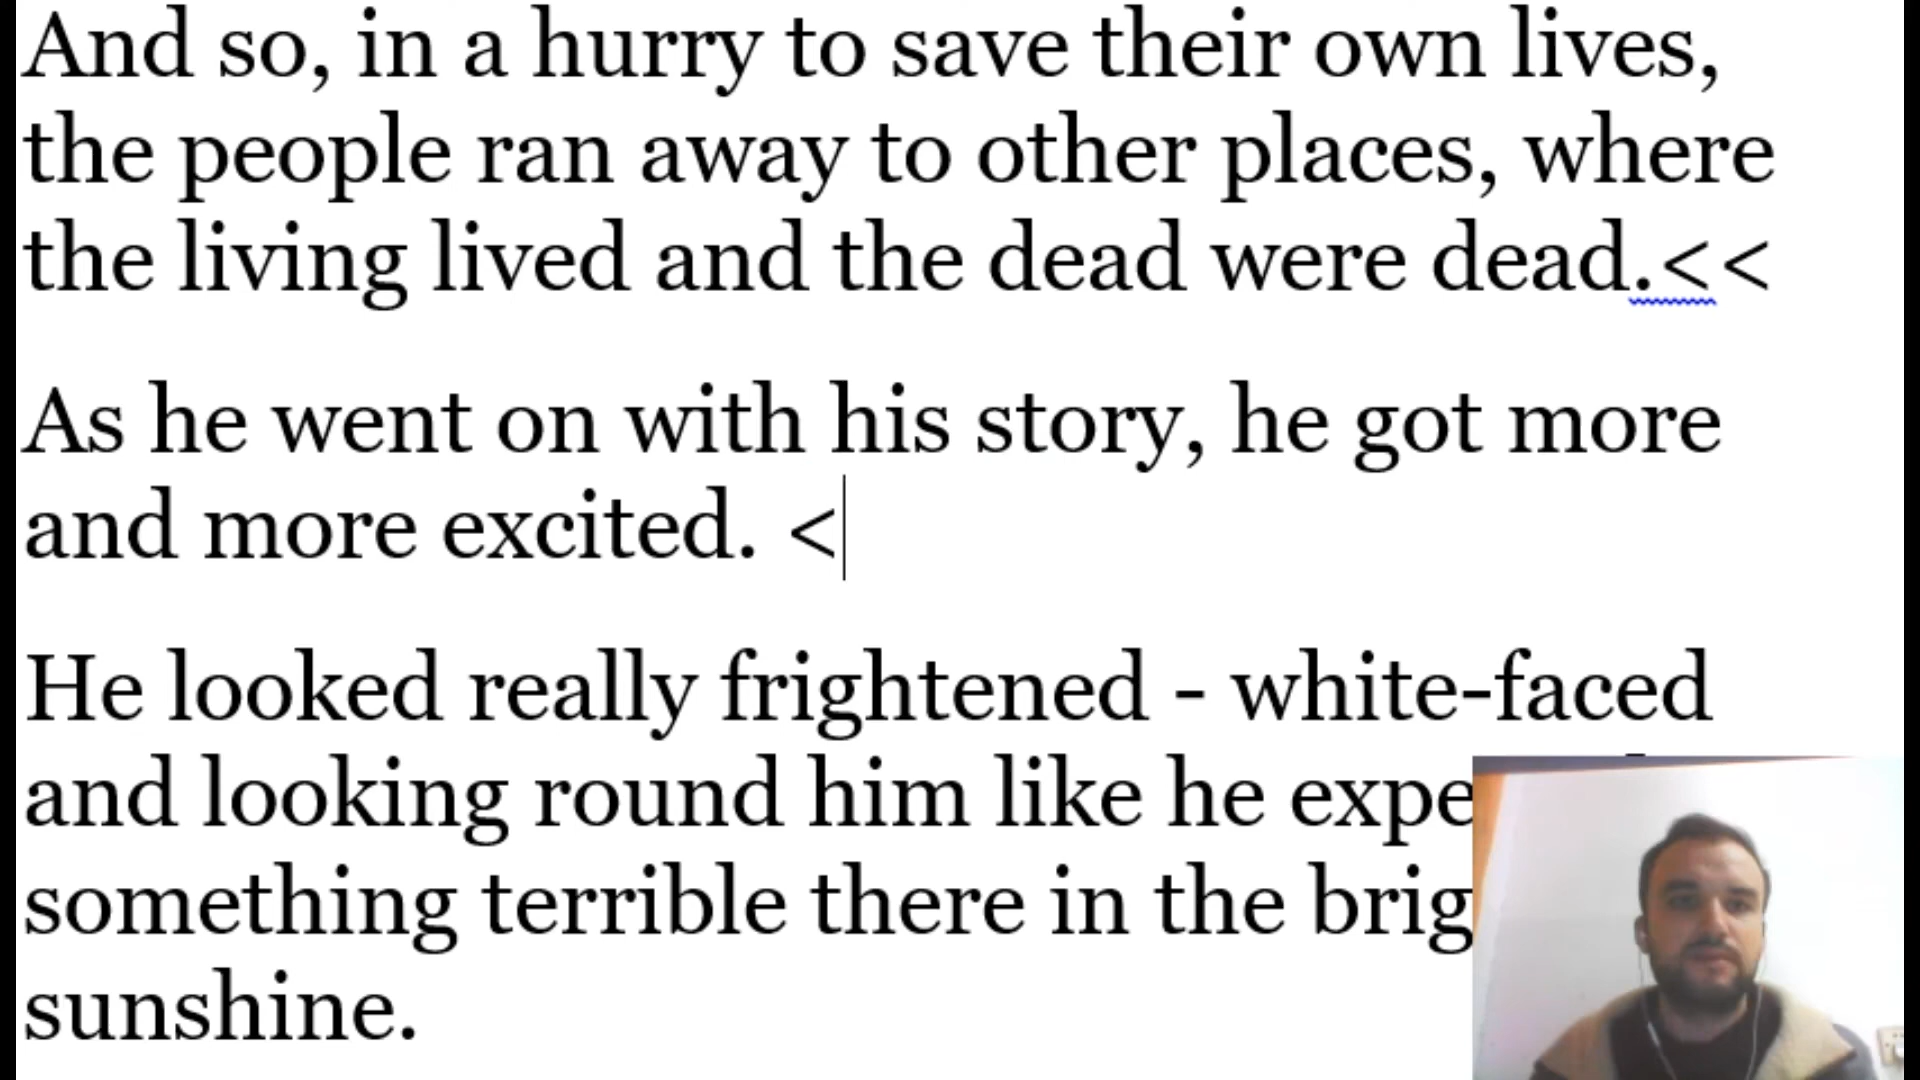 And so, in a hurry to save their own lives,
the people ran away to other places, where
the living lived and the dead were dead.<<
As he went on with his story, he got more
and more excited. <
He looked really frightened - white-faced
and looking round him like he
something terrible there in the
sunshine.